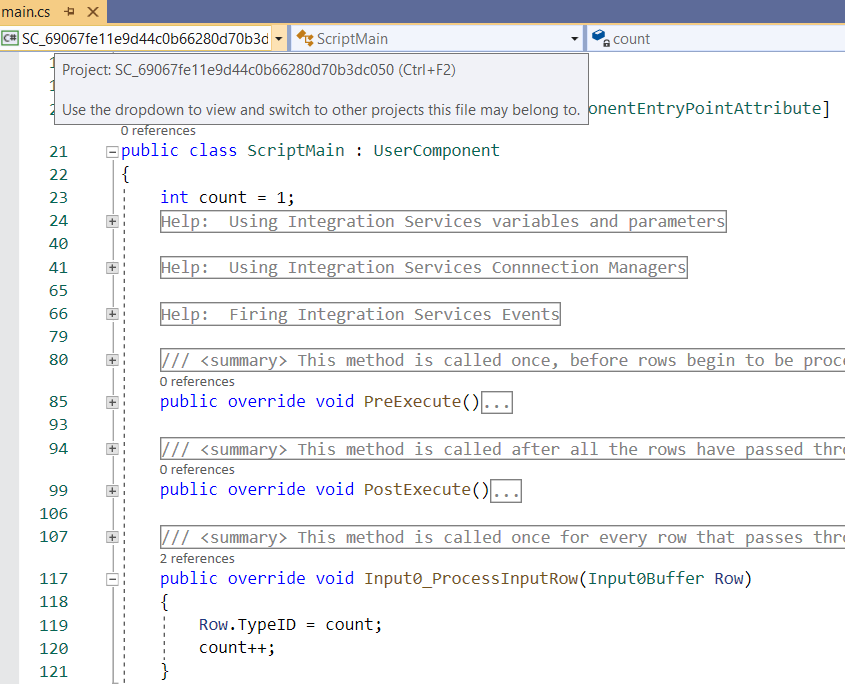 main.cs
C# SC_69067fe11e9d44c0b66280d70b3d ScriptMain count
Project: SC_69067fe11e9d44c0b66280d70b3dc050 (Ctrl+F2)
Use the dropdown to view and switch to other projects this file may belong to.
onentEntryPointAttribute]
0 references
21 public class ScriptMain : UserComponent
22 {
23 int count = 1;
24 Help:  Using Integration Services variables and parameters
40
41 Help:  Using Integration Services Connnection Managers
65
66 Help:  Firing Integration Services Events
79
80 /// <summary> This method is called once, before rows begin to be proc
0 references
85 public override void PreExecute()...
93
94 /// <summary> This method is called after all the rows have passed thr
0 references
99 public override void PostExecute()...
106
107 /// <summary> This method is called once for every row that passes thr
2 references
117 public override void Input0_ProcessInputRow(Input0Buffer Row)
118 {
119 Row.TypeID = count;
120 count++;
121 }